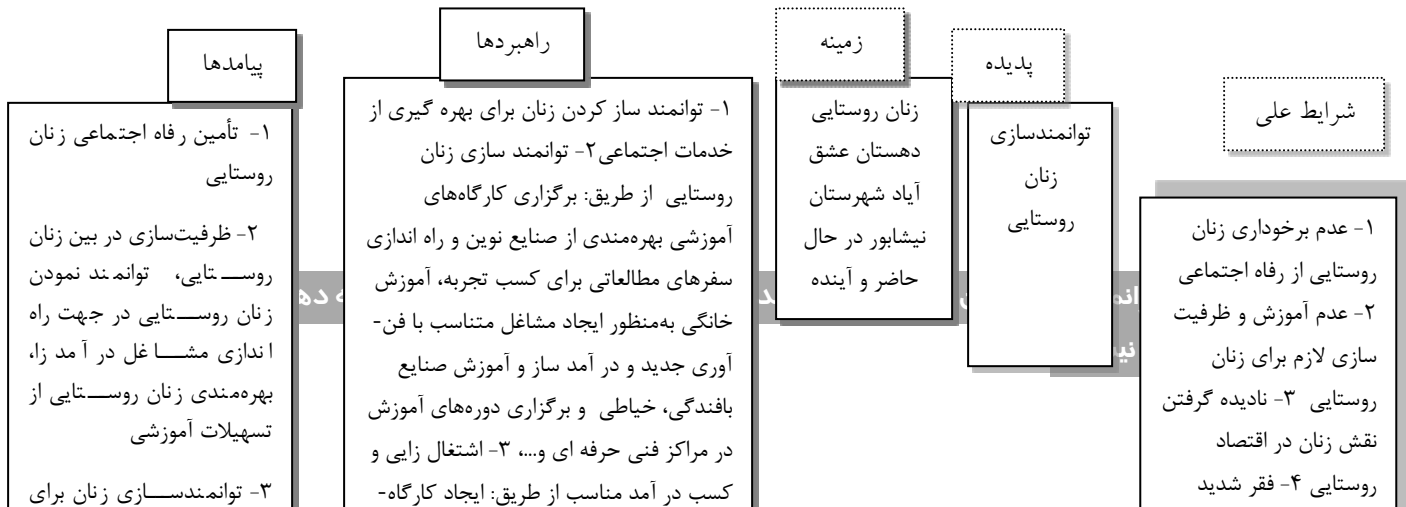 شرایط علی
۱- عدم برخوداری زنان
روستایی از رفاه اجتماعی
۲- عدم آموزش و ظرفیت
سازی لازم برای زنان
روستایی ۳- نادیده گرفتن
نقش زنان در اقتصاد
روستایی ۴- فقر شدید
پدیده
توانمندسازی
زنان
روستایی
زمینه
زنان روستایی
دهستان عشق
آیاد شهرستان
نیشابور در حال
حاضر و آینده
راهبردها
۱- توانمند ساز کردن زنان برای بهره گیری از
خدمات اجتماعی۲- توانمند سازی زنان
روستایی از طریق: برگزاری کارگاه‌های
آموزشی بهره‌مندی از صنایع نوین و راه اندازی
سفرهای مطالعاتی برای کسب تجربه، آموزش
خانگی به‌منظور ایجاد مشاغل متناسب با فن-
آوری جدید و در آمد ساز و آموزش صنایع
بافندگی، خیاطی و برگزاری دوره‌های آموزش
در مراکز فنی حرفه ای و...، ۳- اشتغال زایی و
کسب در آمد مناسب از طریق: ایجاد کارگاه-
پیامدها
۱- تأمین رفاه اجتماعی زنان
روستایی
۲- ظرفیت‌سازی در بین زنان
روستایی، توانمند نمودن
زنان روستایی در جهت راه
اندازی مشاغل در آمد زا،
بهره‌مندی زنان روستایی از
تسهیلات آموزشی
۳- توانمندسازی زنان برای